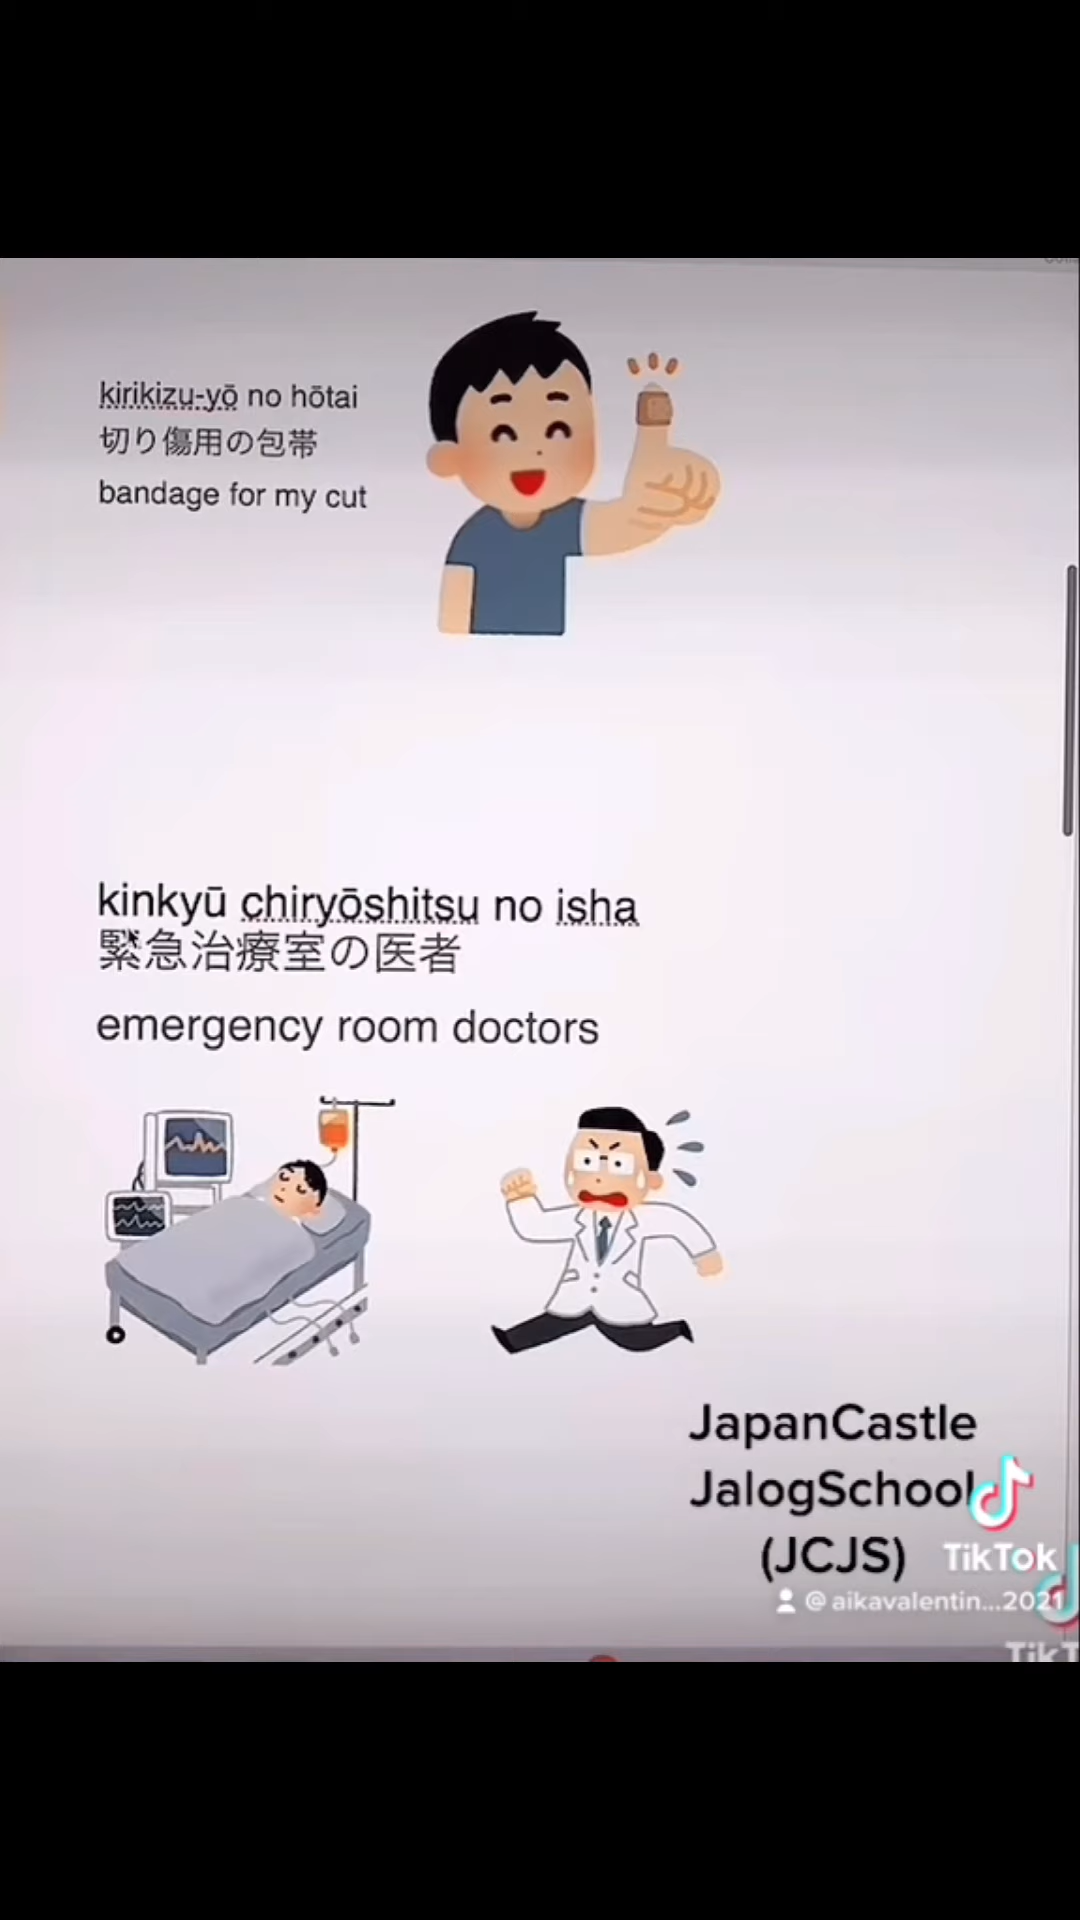 kirikizu-yō no hōtai
切り傷用の包帯
bandage for my cut
kinkyū chiryōshitsu no isha
緊急治療室の医者
emergency room doctors
JapanCastle
JalogSchool
(JCJS)
TikTok
@aikavalentin...2021
TikT